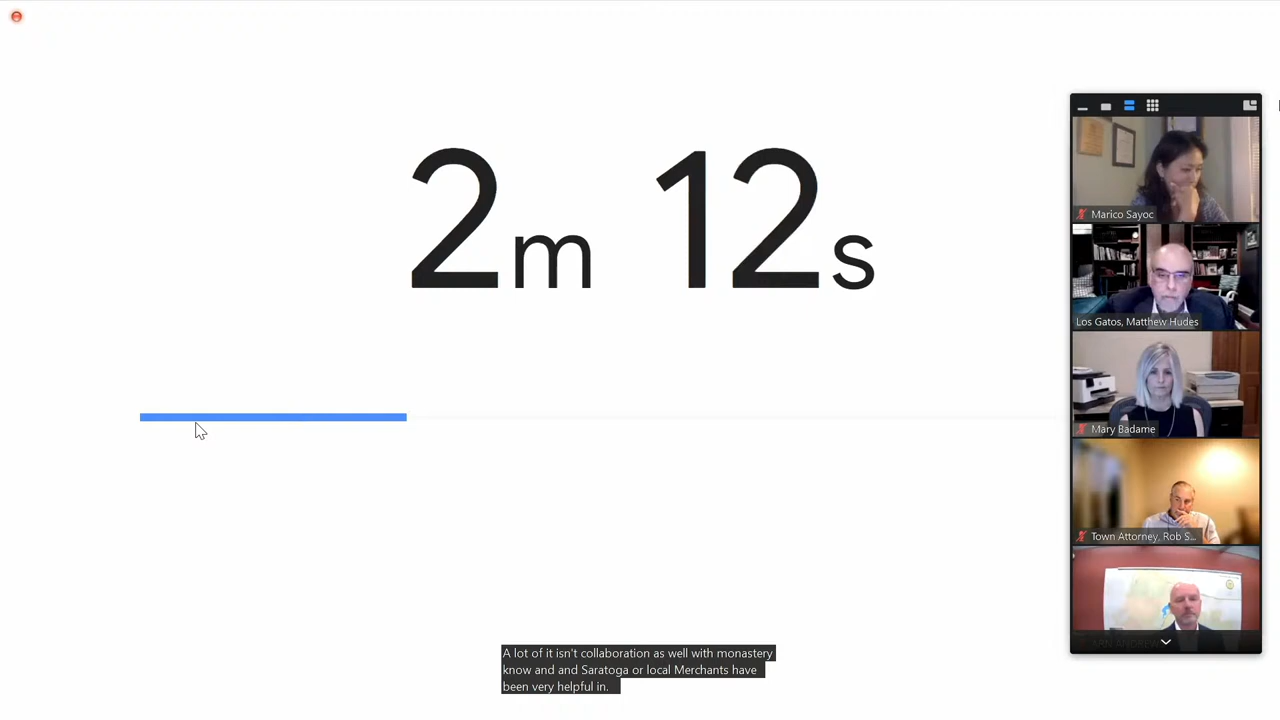 2m 12s
Marico Sayoc
Los Gatos, Matthew Hudes
Mary Badame
Town Attorney, Rob S...
A lot of it isn't collaboration as well with monastery
know and and Saratoga or local Merchants have
been very helpful in.